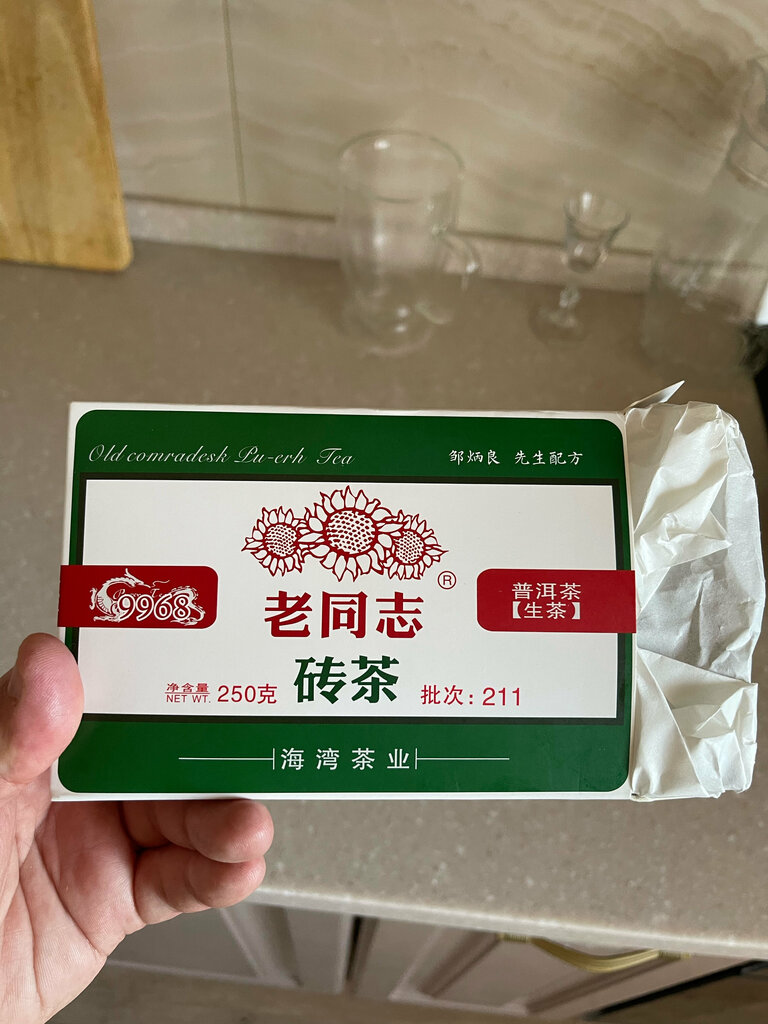 Old comradesk Pu-erh Tea
邹炳良 先生配方
®
9968
老同志
普洱茶
【生茶】
砖茶
净含量
NET WT. 250克
批次: 211
海湾茶业